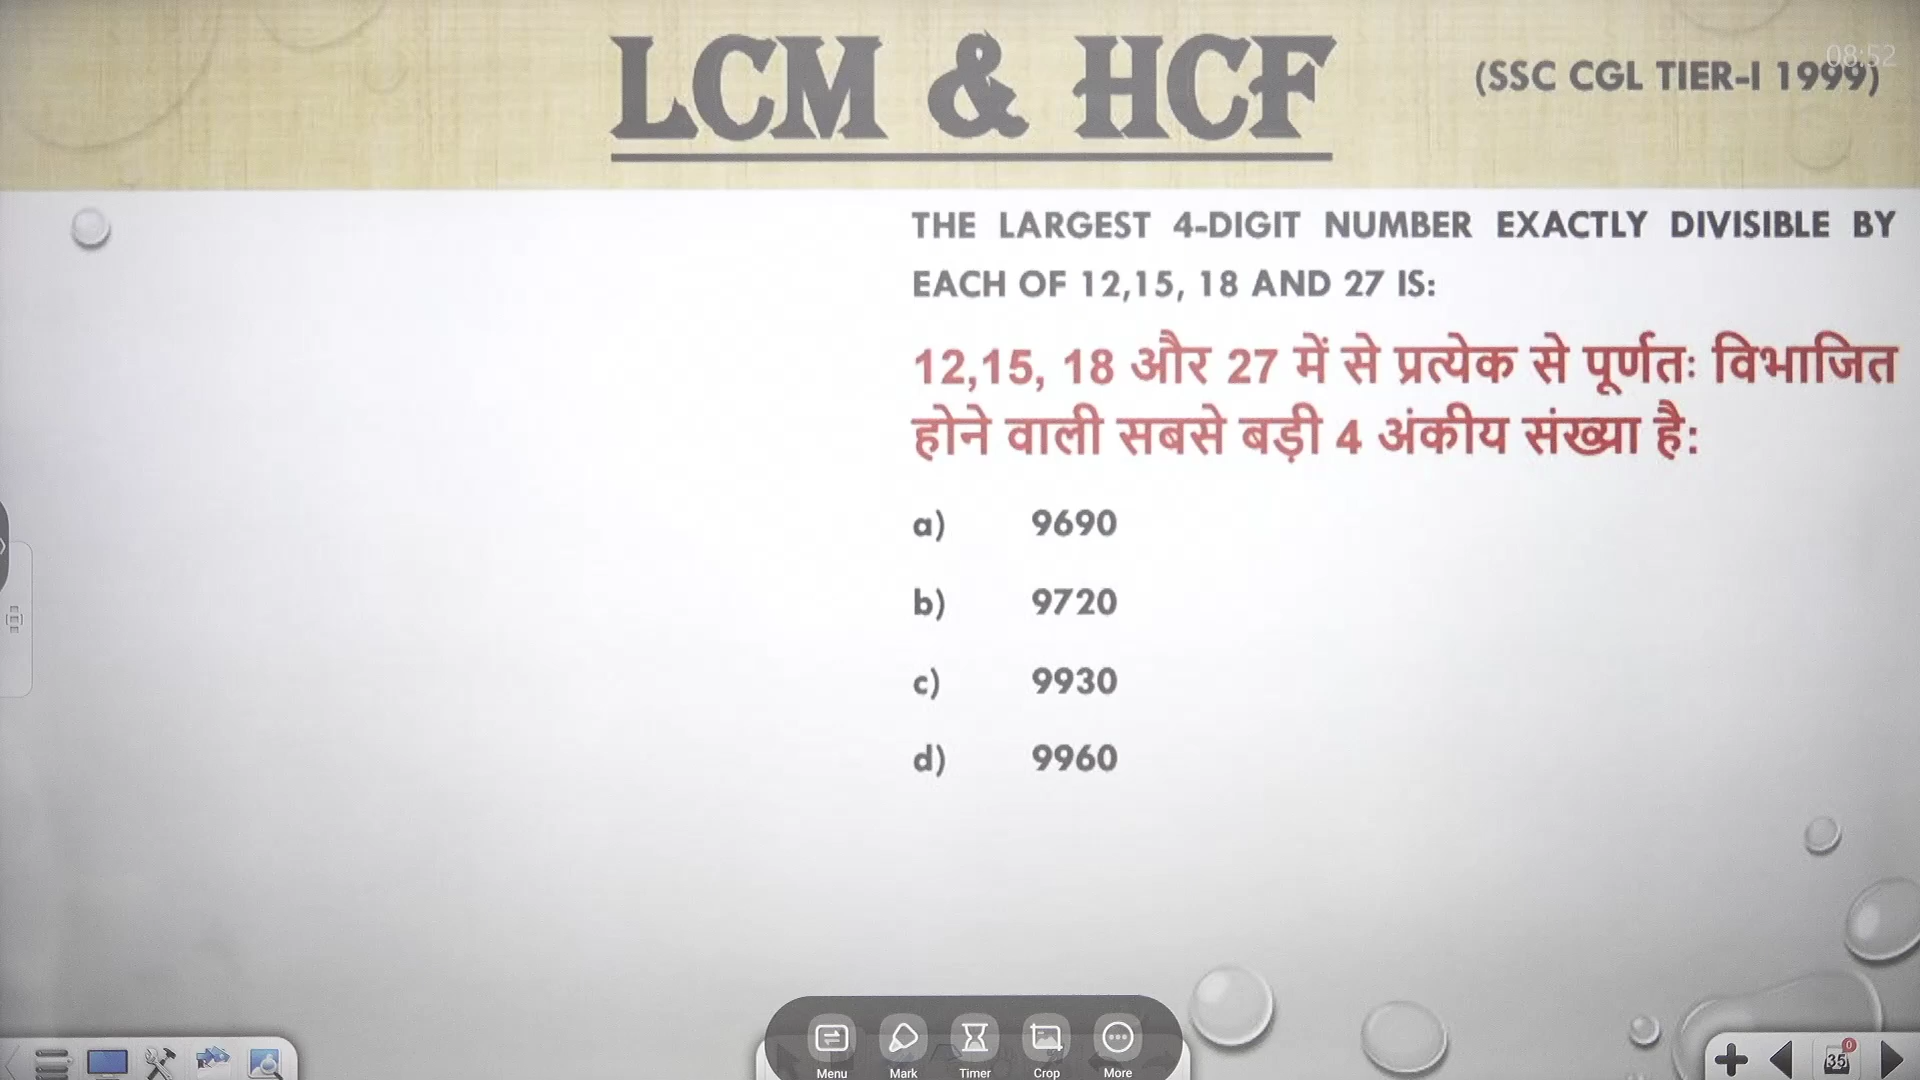 LCM & HCF
(SSC CGL TIER-I 1999)
08:52
THE LARGEST 4-DIGIT NUMBER EXACTLY DIVISIBLE BY
EACH OF 12,15, 18 AND 27 IS:
12,15, 18 और 27 में से प्रत्येक से पूर्णतः विभाजित
होने वाली सबसे बड़ी 4 अंकीय संख्या है:
a) 9690
b) 9720
c) 9930
d) 9960
Menu Mark Timer Crop More
35 0